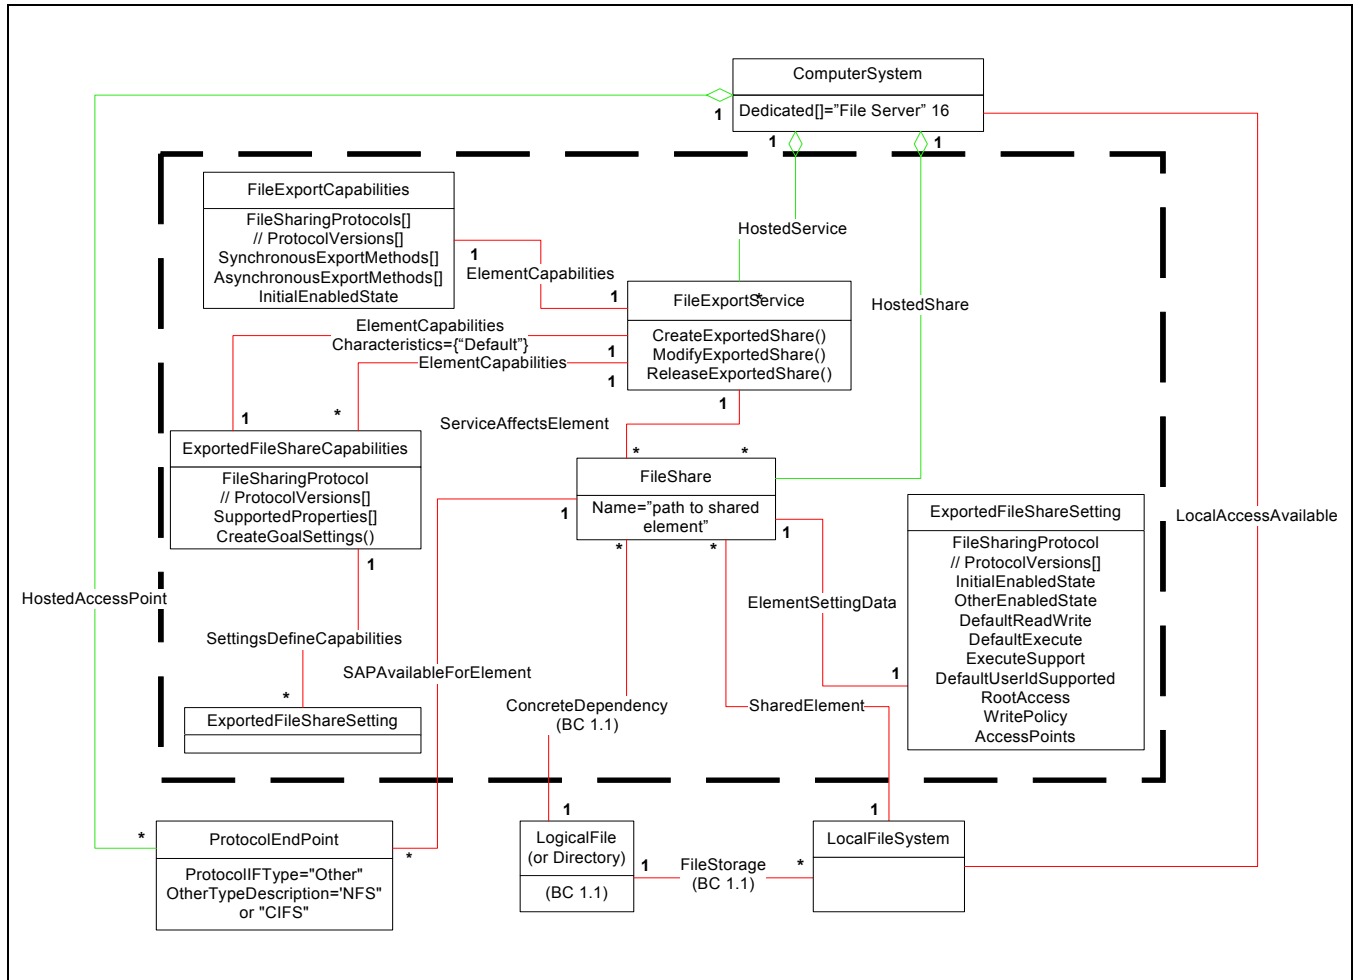 ComputerSystem
Dedicated[]="File Server" 16
1
1
1
FileExportCapabilities
FileSharingProtocols[]
// ProtocolVersions[]
SynchronousExportMethods[]
AsynchronousExportMethods[]
InitialEnabledState
1
ElementCapabilities
1
HostedService
*
FileExportService
CreateExportedShare()
ModifyExportedShare()
ReleaseExportedShare()
HostedShare
ElementCapabilities
Characteristics={"Default"}
1
ElementCapabilities
1
1
*
1
ServiceAffectsElement
*
*
ExportedFileShareCapabilities
FileSharingProtocol
// ProtocolVersions[]
SupportedProperties[]
CreateGoalSettings()
1
FileShare
Name="path to shared
element"
1
1
*
*
ExportedFileShareSetting
FileSharingProtocol
// ProtocolVersions[]
InitialEnabledState
OtherEnabledState
DefaultReadWrite
DefaultExecute
ExecuteSupport
DefaultUserIdSupported
RootAccess
WritePolicy
AccessPoints
LocalAccessAvailable
HostedAccessPoint
ElementSettingData
1
SettingsDefineCapabilities
*
SAPAvailableForElement
ExportedFileShareSetting
ConcreteDependency
(BC 1.1)
SharedElement
1
1
*
ProtocolEndPoint
*
ProtocolIFType="Other"
OtherTypeDescription='NFS"
or "CIFS"
LogicalFile
(or Directory)
(BC 1.1)
1
FileStorage
(BC 1.1)
*
LocalFileSystem